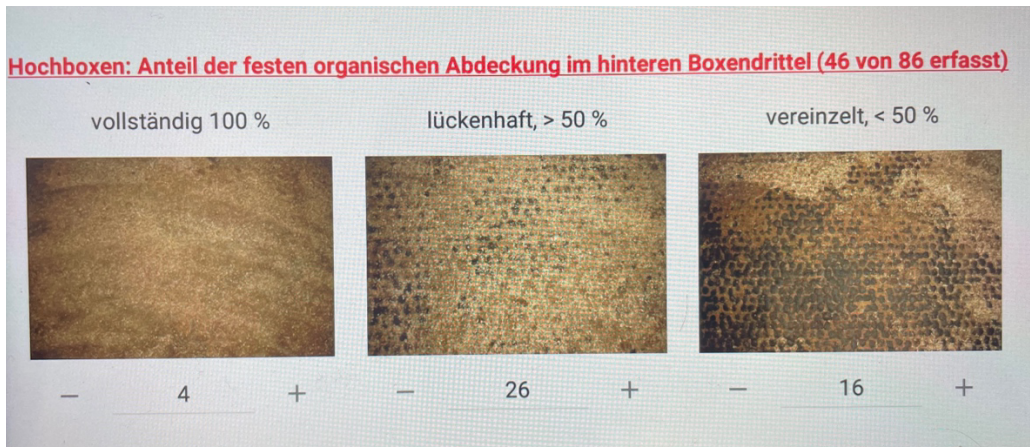 Hochboxen: Anteil der festen organischen Abdeckung im hinteren Boxendrittel (46 von 86 erfasst)
vollständig 100 % lückenhaft, > 50 % vereinzelt, < 50 %
− 4 + − 26 + − 16 +